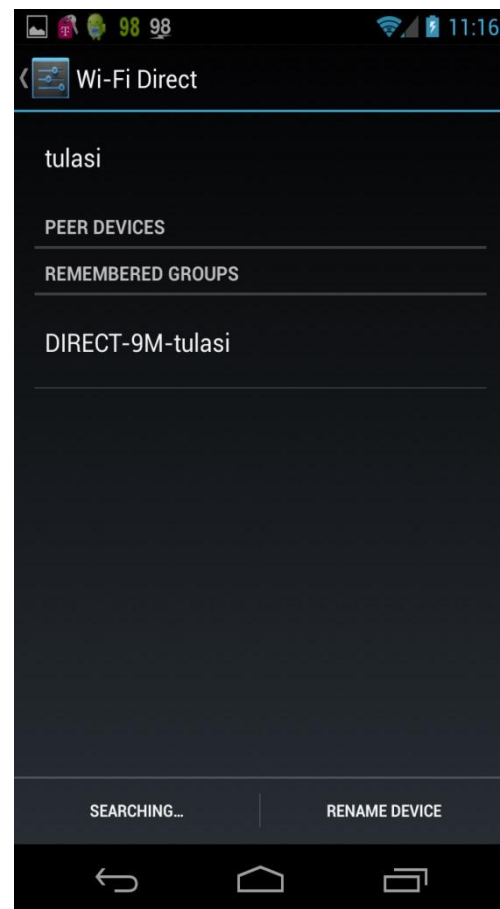 98 98 11:16
Wi-Fi Direct
tulasi
PEER DEVICES
REMEMBERED GROUPS
DIRECT-9M-tulasi
SEARCHING... RENAME DEVICE